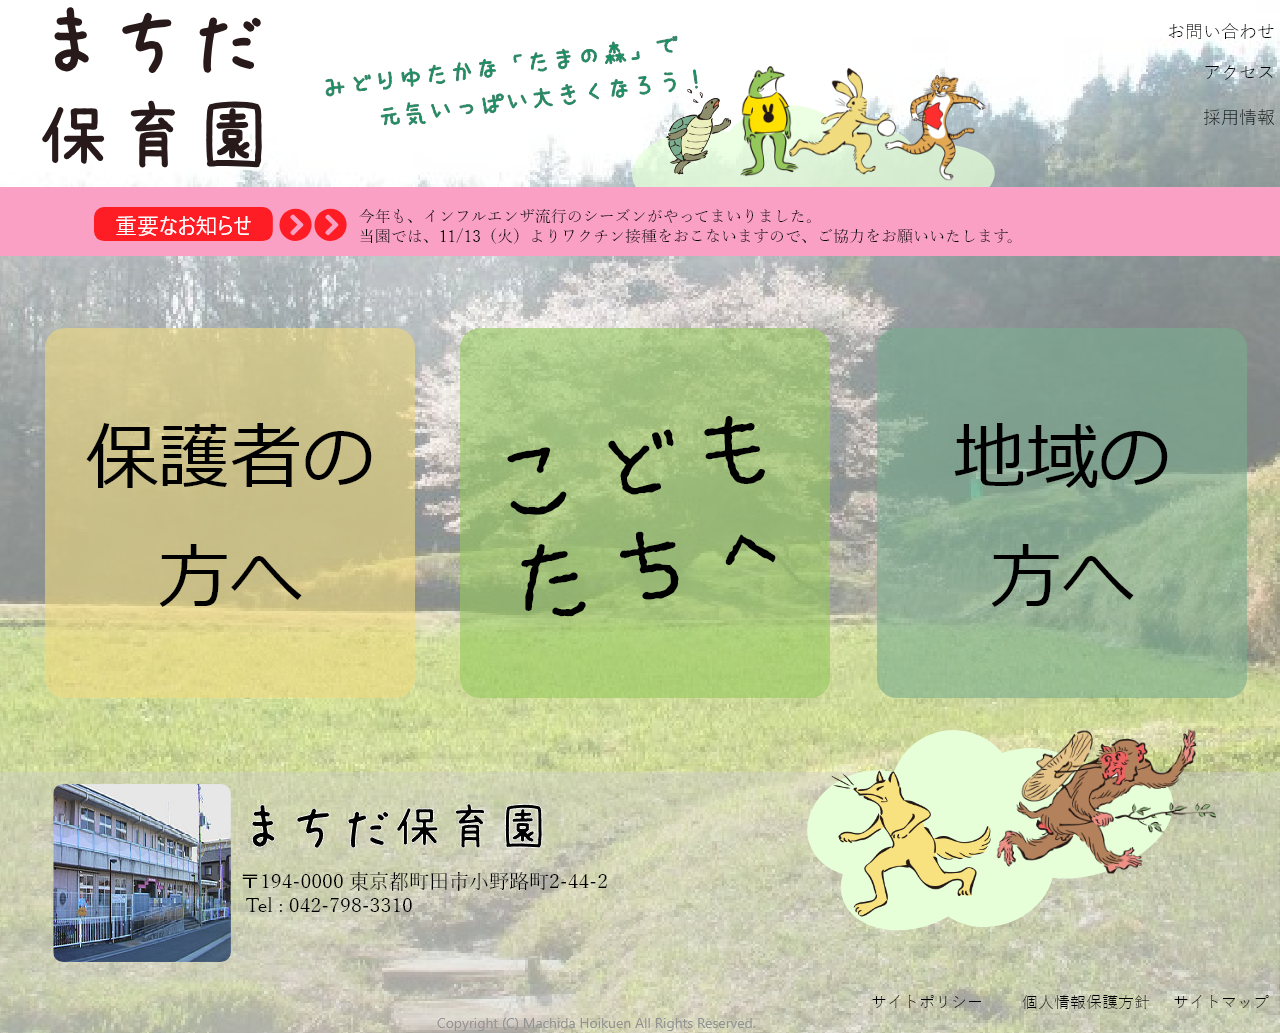 まちだ
保育園
みどりゆたかな「たまの森」で
元気いっぱい大きくなろう！
お問い合わせ
アクセス
採用情報
重要なお知らせ
今年も、インフルエンザ流行のシーズンがやってまいりました。
当園では、11/13（火）よりワクチン接種をおこないますので、ご協力をお願いいたします。
保護者の
方へ
こども
たちへ
地域の
方へ
まちだ保育園
〒194-0000 東京都町田市小野路町2-44-2
Tel : 042-798-3310
サイトポリシー 個人情報保護方針 サイトマップ
Copyright (C) Machida Hoikuen All Rights Reserved.